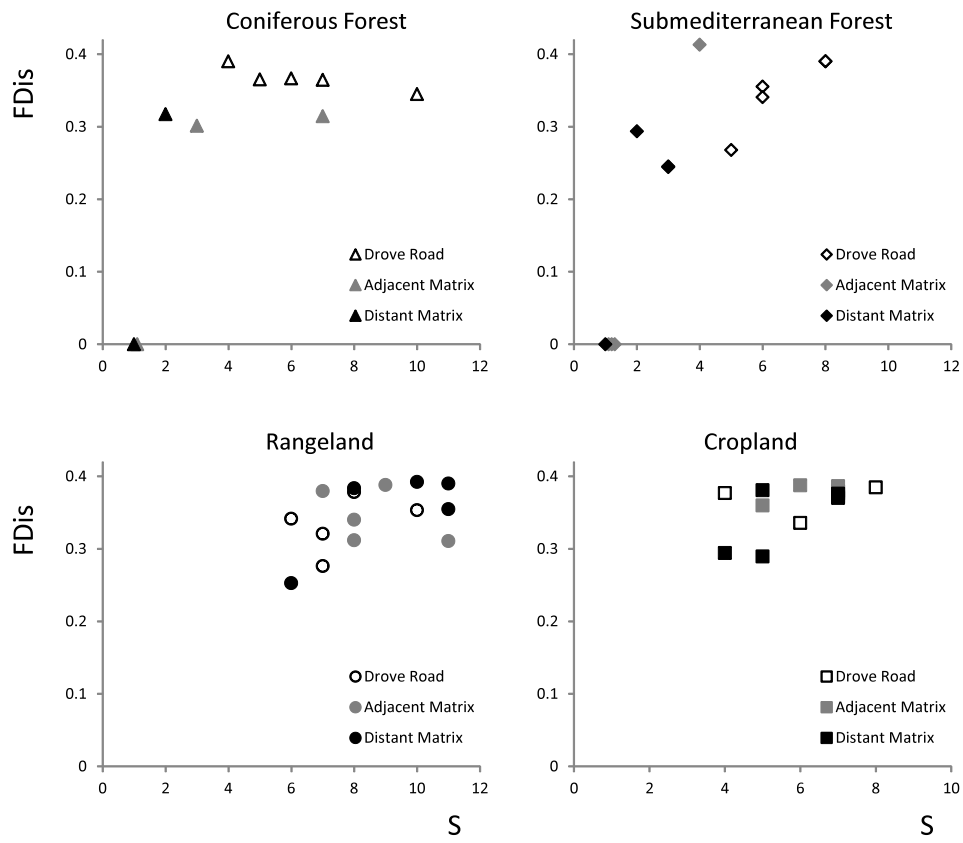 Coniferous Forest
FDis
0.4
0.3
0.2
0.1
0
0 2 4 6 8 10 12
Drove Road
Adjacent Matrix
Distant Matrix
Submediterranean Forest
0.4
0.3
0.2
0.1
0
0 2 4 6 8 10 12
Drove Road
Adjacent Matrix
Distant Matrix
Rangeland
FDis
0.4
0.3
0.2
0.1
0
0 2 4 6 8 10 12
Drove Road
Adjacent Matrix
Distant Matrix
S
Cropland
0.4
0.3
0.2
0.1
0
0 2 4 6 8 10
Drove Road
Adjacent Matrix
Distant Matrix
S